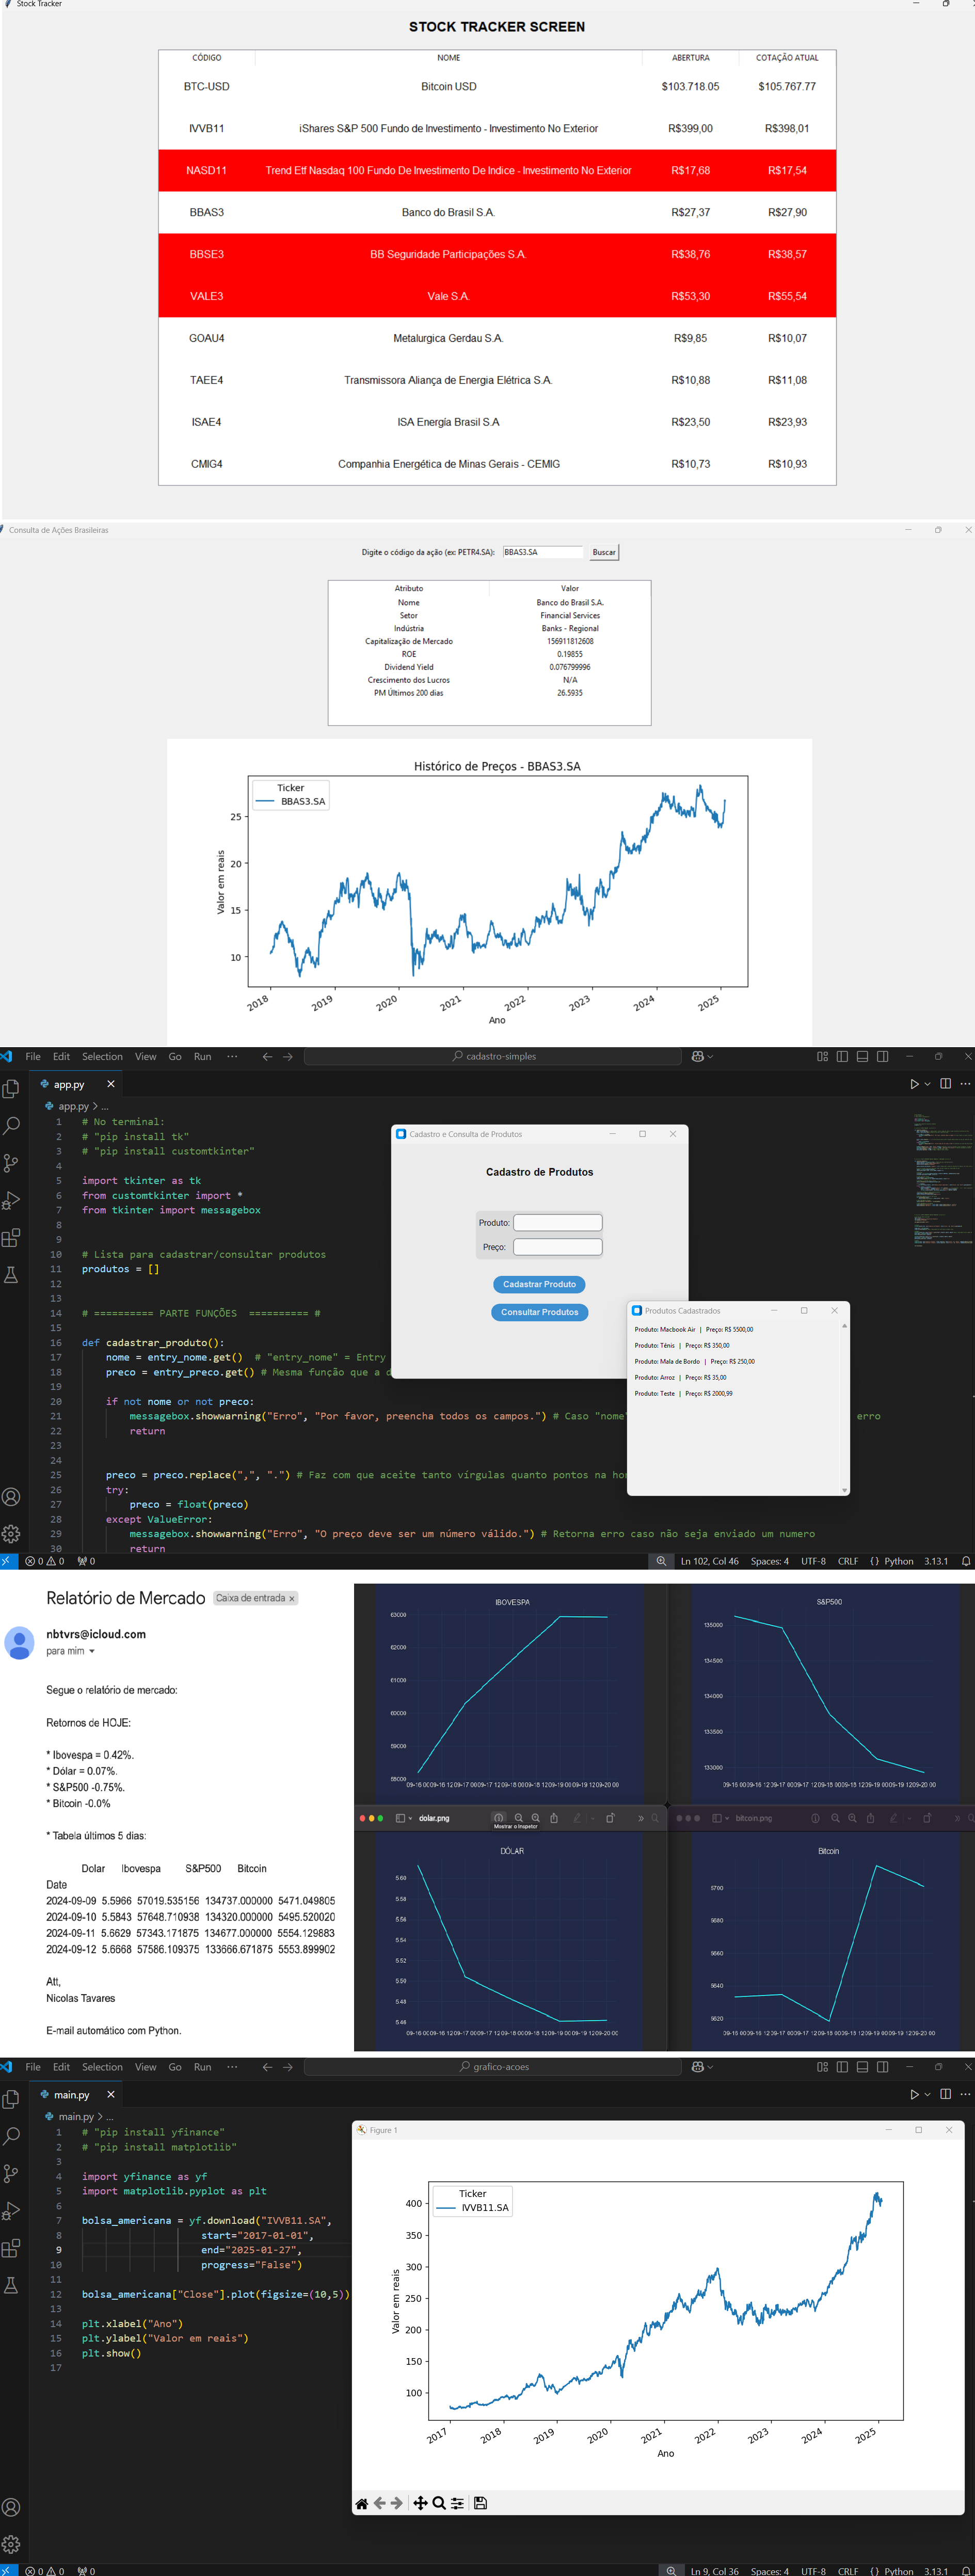 Stock Tracker
STOCK TRACKER SCREEN
CÓDIGO NOME ABERTURA COTAÇÃO ATUAL
BTC-USD Bitcoin USD $103.718.05 $105.767.77
IVVB11 iShares S&P 500 Fundo de Investimento - Investimento No Exterior R$399,00 R$398,01
NASD11 Trend Etf Nasdaq 100 Fundo De Investimento De Indice - Investimento No Exterior R$17,68 R$17,54
BBAS3 Banco do Brasil S.A. R$27,37 R$27,90
BBSE3 BB Seguridade Participações S.A. R$38,76 R$38,57
VALE3 Vale S.A. R$53,30 R$55,54
GOAU4 Metalurgica Gerdau S.A. R$9,85 R$10,07
TAEE4 Transmissora Aliança de Energia Elétrica S.A. R$10,88 R$11,08
ISAE4 ISA Energía Brasil S.A R$23,50 R$23,93
CMIG4 Companhia Energética de Minas Gerais - CEMIG R$10,73 R$10,93
Consulta de Ações Brasileiras
Digite o código da ação (ex: PETR4.SA): BBAS3.SA Buscar
Atributo Valor
Nome Banco do Brasil S.A.
Setor Financial Services
Indústria Banks - Regional
Capitalização de Mercado 156911812608
ROE 0.19855
Dividend Yield 0.076799996
Crescimento dos Lucros N/A
PM Últimos 200 dias 26.5935
Histórico de Preços - BBAS3.SA
Ticker
BBAS3.SA
25
20
15
10
Valor em reais
2018 2019 2020 2021 2022 2023 2024 2025
Ano
File Edit Selection View Go Run ··· cadastro-simples
app.py
app.py > ...
1 # No terminal:
2 # "pip install tk"
3 # "pip install customtkinter"
4
5 import tkinter as tk
6 from customtkinter import *
7 from tkinter import messagebox
8
9
10 # Lista para cadastrar/consultar produtos
11 produtos = []
12
13
14 # ========== PARTE FUNÇÕES ========== #
15
16 def cadastrar_produto():
17 nome = entry_nome.get() # "entry_nome" = Entry
18 preco = entry_preco.get() # Mesma função que a d
19
20 if not nome or not preco:
21 messagebox.showwarning("Erro", "Por favor, preencha todos os campos.") # Caso "nome" erro
22 return
23
24
25 preco = preco.replace(",", ".") # Faz com que aceite tanto vírgulas quanto pontos na ho
26 try:
27 preco = float(preco)
28 except ValueError:
29 messagebox.showwarning("Erro", "O preço deve ser um número válido.") # Retorna erro caso não seja enviado um numero
30 return
Cadastro e Consulta de Produtos
Cadastro de Produtos
Produto:
Preço:
Cadastrar Produto
Consultar Produtos
Produtos Cadastrados
Produto: Macbook Air | Preço: R$ 5500,00
Produto: Tênis | Preço: R$ 350,00
Produto: Mala de Bordo | Preço: R$ 250,00
Produto: Arroz | Preço: R$ 35,00
Produto: Teste | Preço: R$ 2000,99
0 0 0 Ln 102, Col 46 Spaces: 4 UTF-8 CRLF {} Python 3.13.1
Relatório de Mercado Caixa de entrada x
nbtvrs@icloud.com
para mim
Segue o relatório de mercado:
Retornos de HOJE:
* Ibovespa = 0.42%.
* Dólar = 0.07%.
* S&P500 -0.75%.
* Bitcoin -0.0%
* Tabela últimos 5 dias:
Dolar Ibovespa S&P500 Bitcoin
Date
2024-09-09 5.5966 57019.535156 134737.000000 5471.049805
2024-09-10 5.5843 57648.710938 134320.000000 5495.520020
2024-09-11 5.6629 57343.171875 134677.000000 5554.129883
2024-09-12 5.6668 57586.109375 133666.671875 5553.899902
Att,
Nicolas Tavares
E-mail automático com Python.
IBOVESPA
63000
62000
61000
60000
59000
58000
S&P500
135000
134500
134000
133500
133000
dolar.png
Mostrar o Inspetor
bitcoin.png
DÓLAR
5.60
5.58
5.56
5.54
5.52
5.50
5.48
5.46
Bitcoin
5700
5680
5660
5640
5620
File Edit Selection View Go Run ··· grafico-acoes
main.py
main.py > ...
1 # "pip install yfinance"
2 # "pip install matplotlib"
3
4 import yfinance as yf
5 import matplotlib.pyplot as plt
6
7 bolsa_americana = yf.download("IVVB11.SA",
8 start="2017-01-01",
9 end="2025-01-27",
10 progress="False")
11
12 bolsa_americana["Close"].plot(figsize=(10,5))
13
14 plt.xlabel("Ano")
15 plt.ylabel("Valor em reais")
16 plt.show()
17
Figure 1
Ticker
IVVB11.SA
400
350
300
250
200
150
100
Valor em reais
2017 2018 2019 2020 2021 2022 2023 2024 2025
Ano
0 0 0 Ln 9, Col 36 Spaces: 4 UTF-8 CRLF {} Python 3.13.1